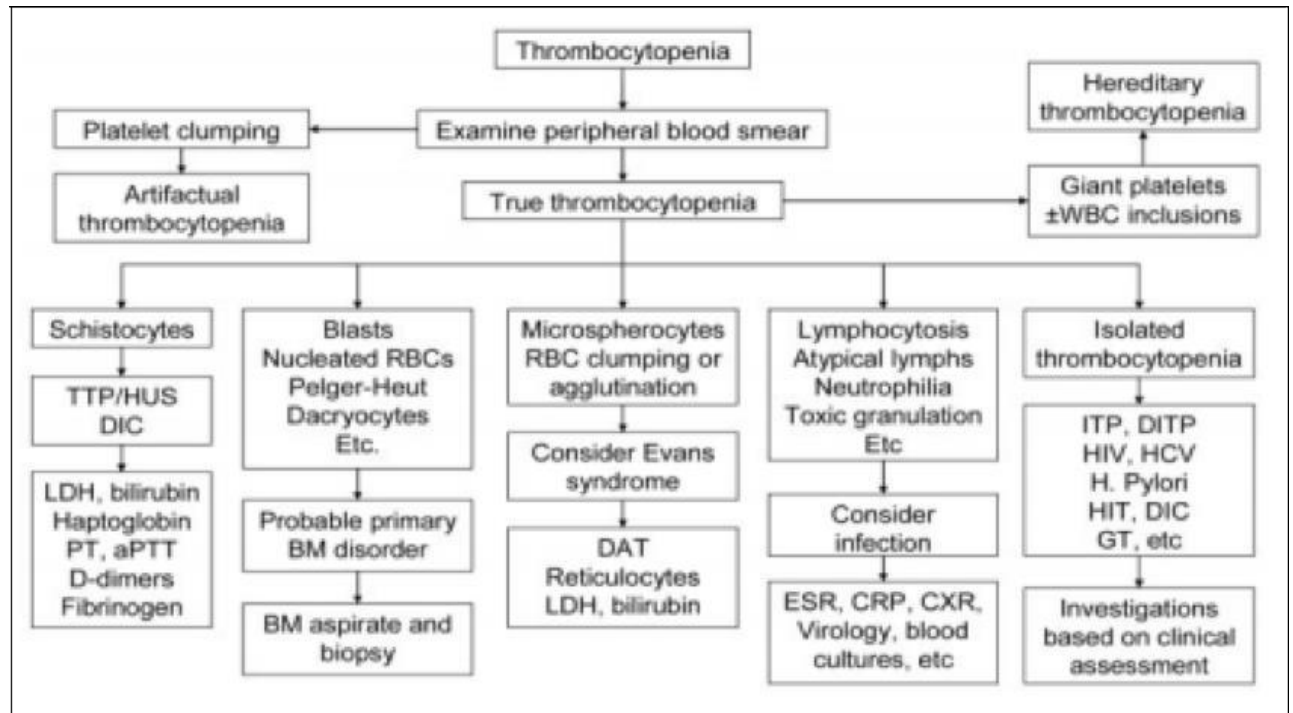 Thrombocytopenia
Hereditary
thrombocytopenia
Platelet clumping
Examine peripheral blood smear
Artifactual
thrombocytopenia
True thrombocytopenia
Giant platelets
±WBC inclusions
Schistocytes
TTP/HUS
DIC
LDH, bilirubin
Haptoglobin
PT, aPTT
D-dimers
Fibrinogen
Blasts
Nucleated RBCs
Pelger-Heut
Dacryocytes
Etc.
Probable primary
BM disorder
BM aspirate and
biopsy
Microspherocytes
RBC clumping or
agglutination
Consider Evans
syndrome
DAT
Reticulocytes
LDH, bilirubin
Lymphocytosis
Atypical lymphs
Neutrophilia
Toxic granulation
Etc
Consider
infection
ESR, CRP, CXR,
Virology, blood
cultures, etc
Isolated
thrombocytopenia
ITP, DITP
HIV, HCV
H. Pylori
HIT, DIC
GT, etc
Investigations
based on clinical
assessment